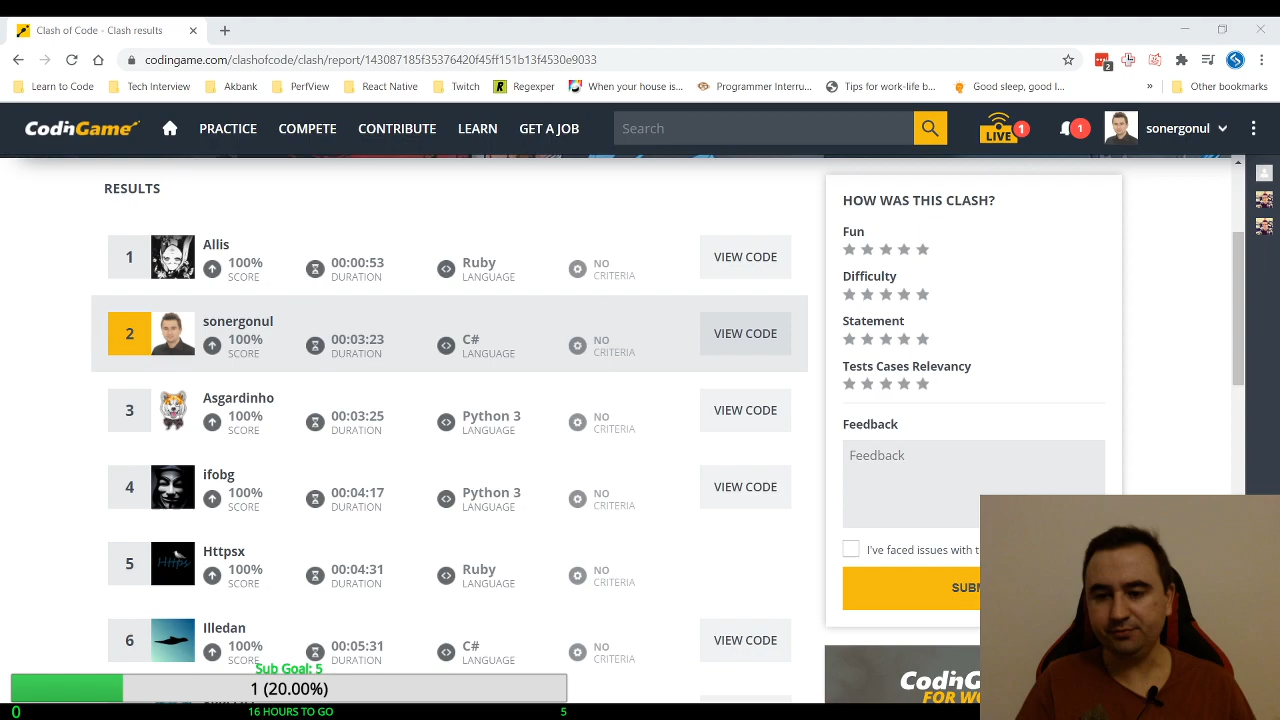 Clash of Code - Clash results
codingame.com/clashofcode/clash/report/
2
Learn to Code
Tech Interview
Akbank
PerfView
React Native
Twitch
Regexper
When your house is...
Programmer Interru...
Tips for work-life b...
Good sleep, good l...
»
Other bookmarks
CODINGAME
PRACTICE
COMPETE
CONTRIBUTE
LEARN
GET A JOB
Search
LIVE
1
1
sonergonul
RESULTS
1
Allis
100%
SCORE
00:00:53
DURATION
Ruby
LANGUAGE
NO
CRITERIA
VIEW CODE
2
sonergonul
100%
SCORE
00:03:23
DURATION
C#
LANGUAGE
NO
CRITERIA
VIEW CODE
3
Asgardinho
100%
SCORE
00:03:25
DURATION
Python 3
LANGUAGE
NO
CRITERIA
VIEW CODE
4
ifobg
100%
SCORE
00:04:17
DURATION
Python 3
LANGUAGE
NO
CRITERIA
VIEW CODE
5
Httpsx
100%
SCORE
00:04:31
DURATION
Ruby
LANGUAGE
NO
CRITERIA
6
Illedan
100%
SCORE
00:05:31
DURATION
C#
LANGUAGE
NO
CRITERIA
VIEW CODE
HOW WAS THIS CLASH?
Fun
Difficulty
Statement
Tests Cases Relevancy
Feedback
Feedback
I've faced issues with t
SUBM
CODINGA
FOR WO
Sub Goal: 5
1 (20.00%)
0
16 HOURS TO GO
5